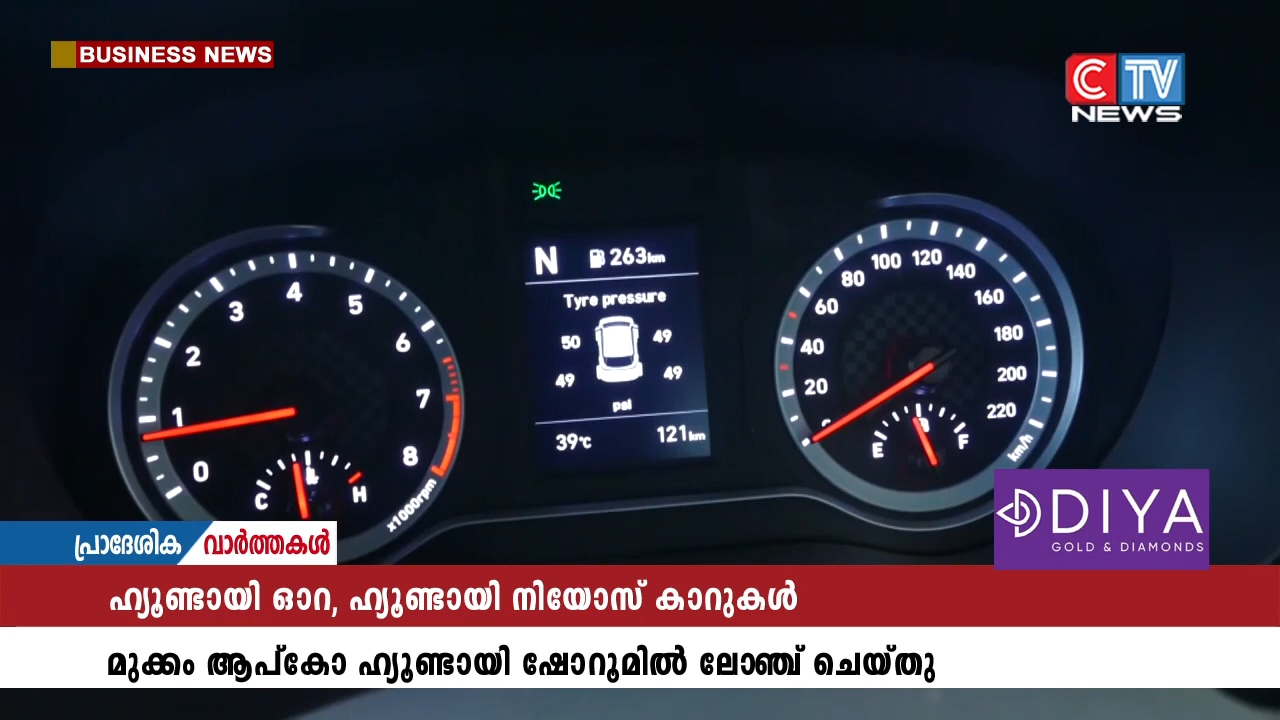 BUSINESS NEWS
C TV
NEWS
N 263km
Tyre pressure
50 49
49 49
psi
39°C 121km
0 1 2 3 4 5 6 7 8
x1000rpm
C H
0 20 40 60 80 100 120 140 160 180 200 220
km/h
E F
DIYA
GOLD & DIAMONDS
പ്രാദേശിക വാർത്തകൾ
ഹ്യൂണ്ടായി ഓറ, ഹ്യൂണ്ടായി നിയോസ് കാറുകൾ
മുക്കം ആപ്കോ ഹ്യൂണ്ടായി ഷോറൂമിൽ ലോഞ്ച് ചെയ്തു